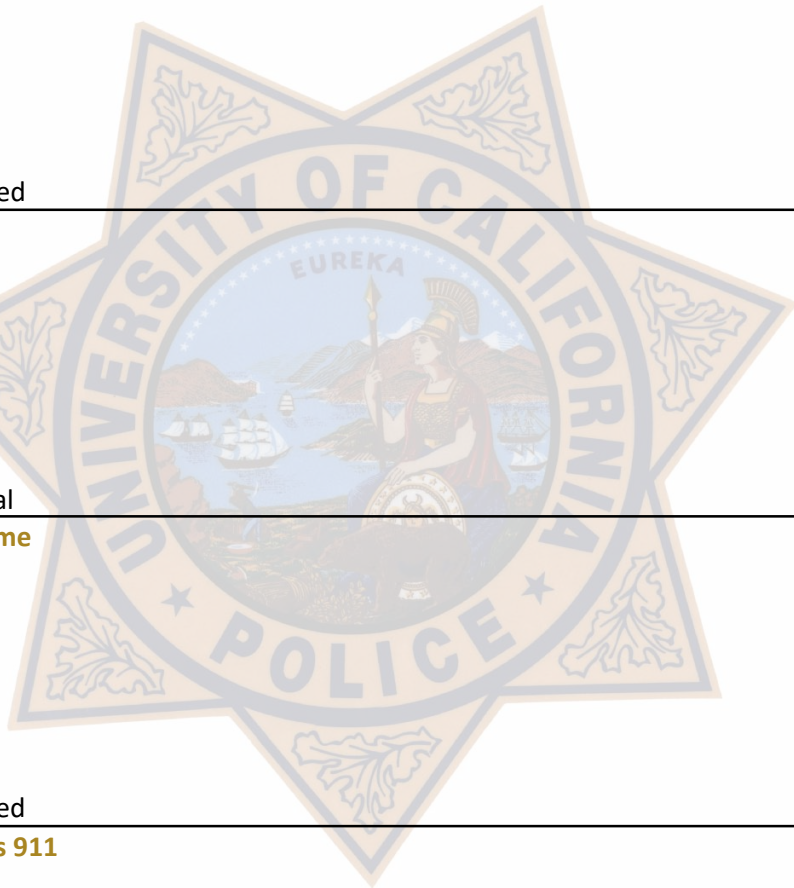 ed
EUREKA
UNIVERSITY OF CALIFORNIA
al
me
POLICE
ed
s 911